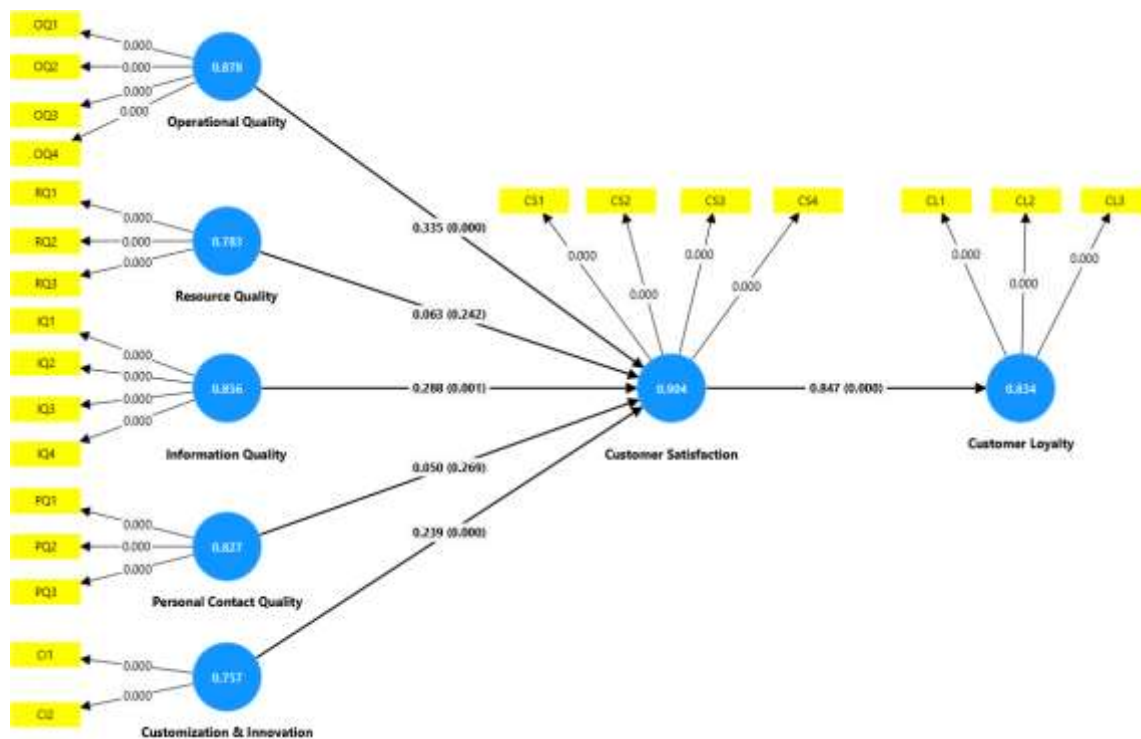 OQ1
OQ2
OQ3
OQ4
0.000
0.000
0.000
0.000
0.878
Operational Quality
RQ1
RQ2
RQ3
0.000
0.000
0.000
0.783
Resource Quality
IQ1
IQ2
IQ3
IQ4
0.000
0.000
0.000
0.000
0.856
Information Quality
PQ1
PQ2
PQ3
0.000
0.000
0.000
0.827
Personal Contact Quality
CI1
CI2
0.000
0.000
0.757
Customization & Innovation
0.335 (0.000)
0.063 (0.242)
0.288 (0.001)
0.050 (0.269)
0.239 (0.000)
CS1
CS2
CS3
CS4
0.000
0.000
0.000
0.000
0.904
Customer Satisfaction
0.847 (0.000)
CL1
CL2
CL3
0.000
0.000
0.000
0.834
Customer Loyalty